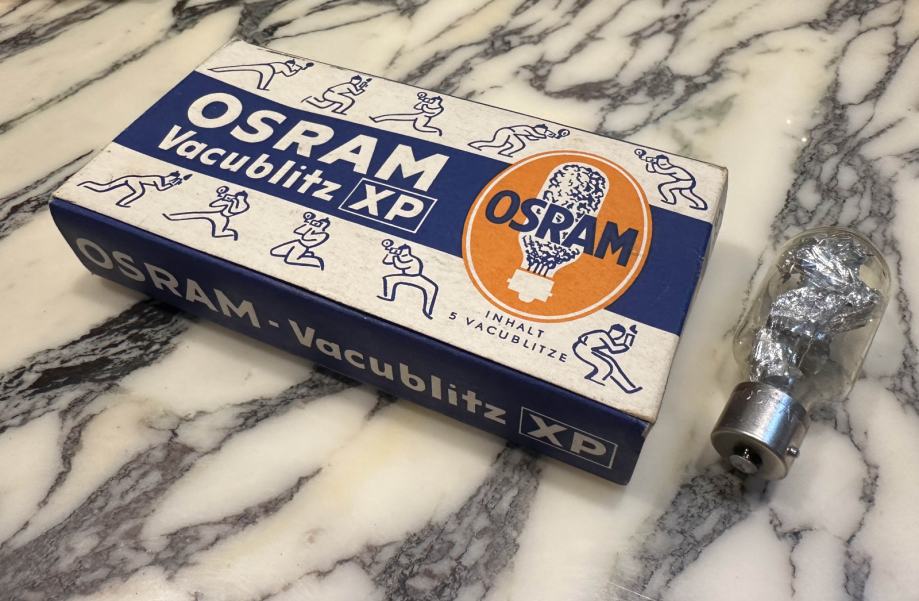 OSRAM
Vacublitz XP
OSRAM
INHALT
5 VACUBLITZE
OSRAM - Vacublitz XP